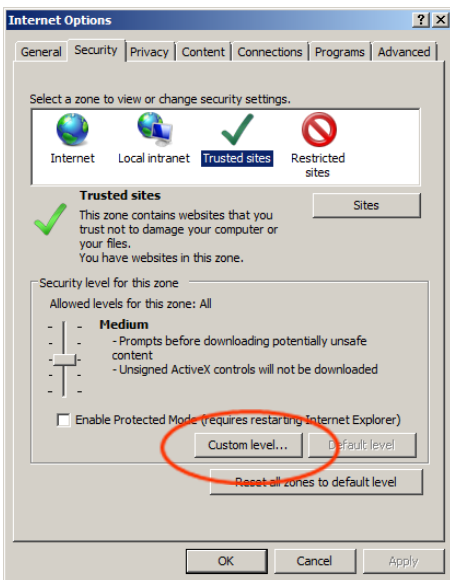 Internet Options
General Security Privacy Content Connections Programs Advanced
Select a zone to view or change security settings.
Internet Local intranet Trusted sites Restricted
sites
Trusted sites
Sites
This zone contains websites that you
trust not to damage your computer or
your files.
You have websites in this zone.
Security level for this zone
Allowed levels for this zone: All
Medium
- Prompts before downloading potentially unsafe
content
- Unsigned ActiveX controls will not be downloaded
Enable Protected Mode (requires restarting Internet Explorer)
Custom level... Default level
Reset all zones to default level
OK Cancel Apply